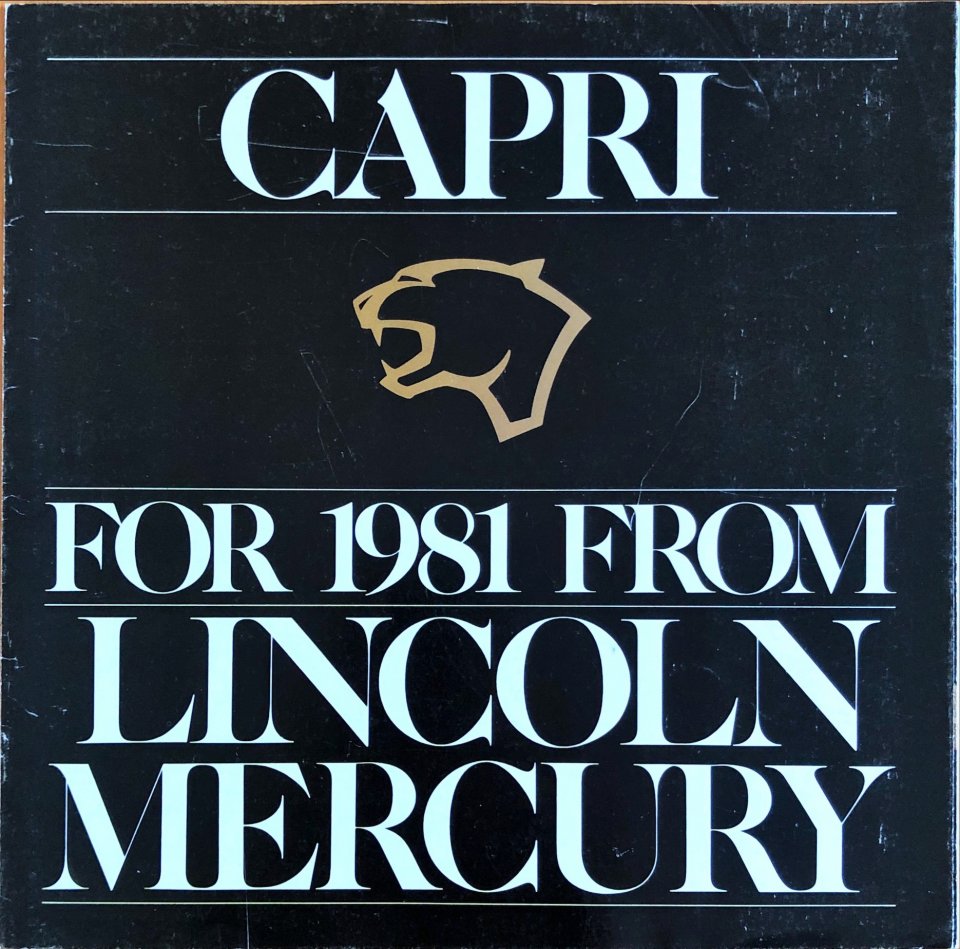 CAPRI
FOR 1981 FROM
LINCOLN
MERCURY